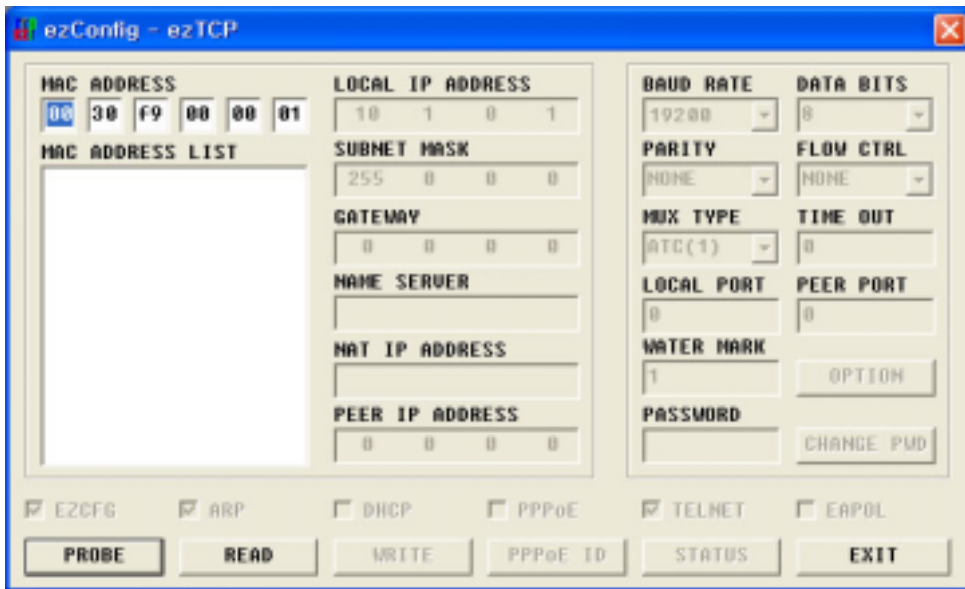 ezConfig - ezTCP
MAC ADDRESS
00 30 F9 00 00 01
MAC ADDRESS LIST
LOCAL IP ADDRESS
10 1 0 1
SUBNET MASK
255 0 0 0
GATEWAY
0 0 0 0
NAME SERVER
NAT IP ADDRESS
PEER IP ADDRESS
0 0 0 0
BAUD RATE DATA BITS
19200 8
PARITY FLOW CTRL
NONE NONE
MUX TYPE TIME OUT
ATC(1) 0
LOCAL PORT PEER PORT
0 0
WATER MARK
1 OPTION
PASSWORD
CHANGE PWD
EZCFG ARP DHCP PPPoE TELNET EAPOL
PROBE READ WRITE PPPoE ID STATUS EXIT